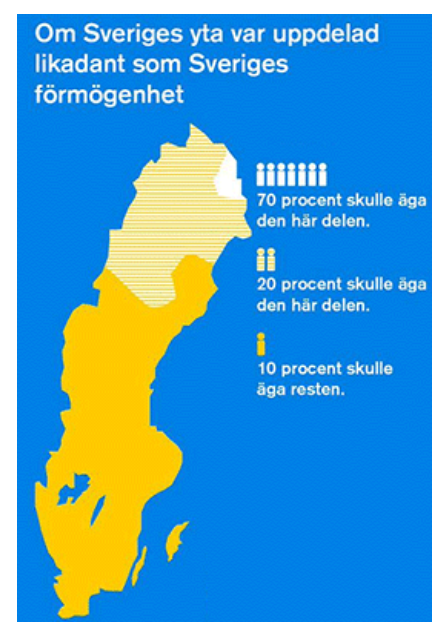 Om Sveriges yta var uppdelad
likadant som Sveriges
förmögenhet
70 procent skulle äga
den här delen.
20 procent skulle äga
den här delen.
10 procent skulle
äga resten.